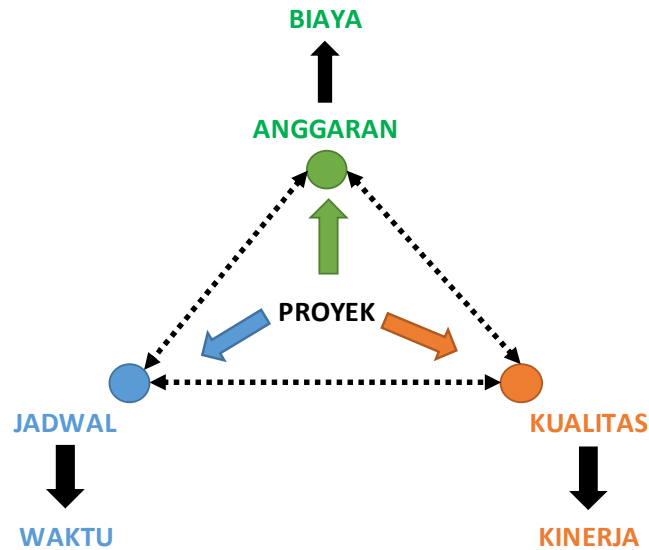 BIAYA
ANGGARAN
PROYEK
JADWAL
KUALITAS
WAKTU
KINERJA